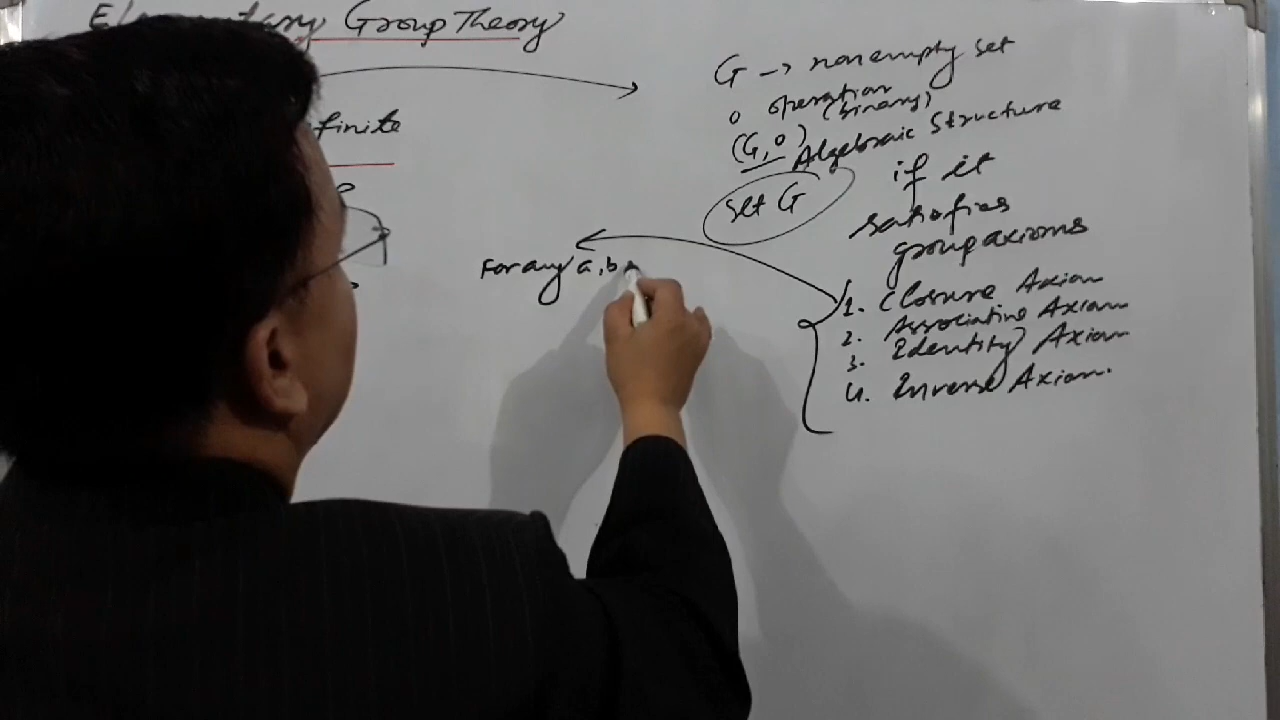 Elementary Group Theory
finite
G → nonempty set
o operation
(binary)
(G, o) Algebraic Structure
set G
if it
satisfies
group axioms
For any a, b
1. Closure Axiom
2. Associative Axiom
3. Identity Axiom
4. Inverse Axiom.